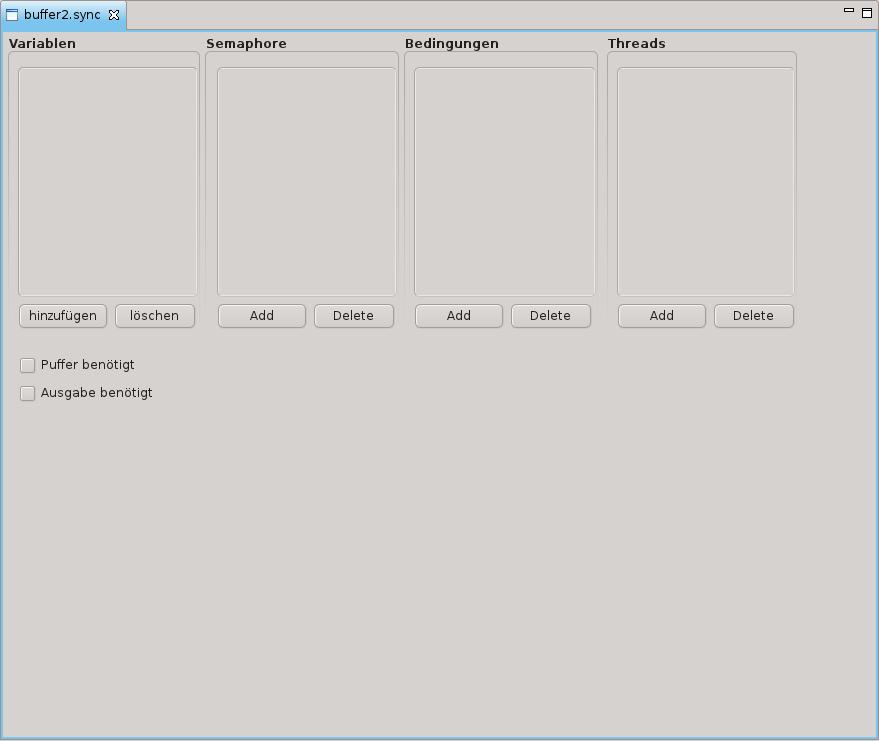 buffer2.sync
Variablen Semaphore Bedingungen Threads
hinzufügen löschen Add Delete Add Delete Add Delete
Puffer benötigt
Ausgabe benötigt